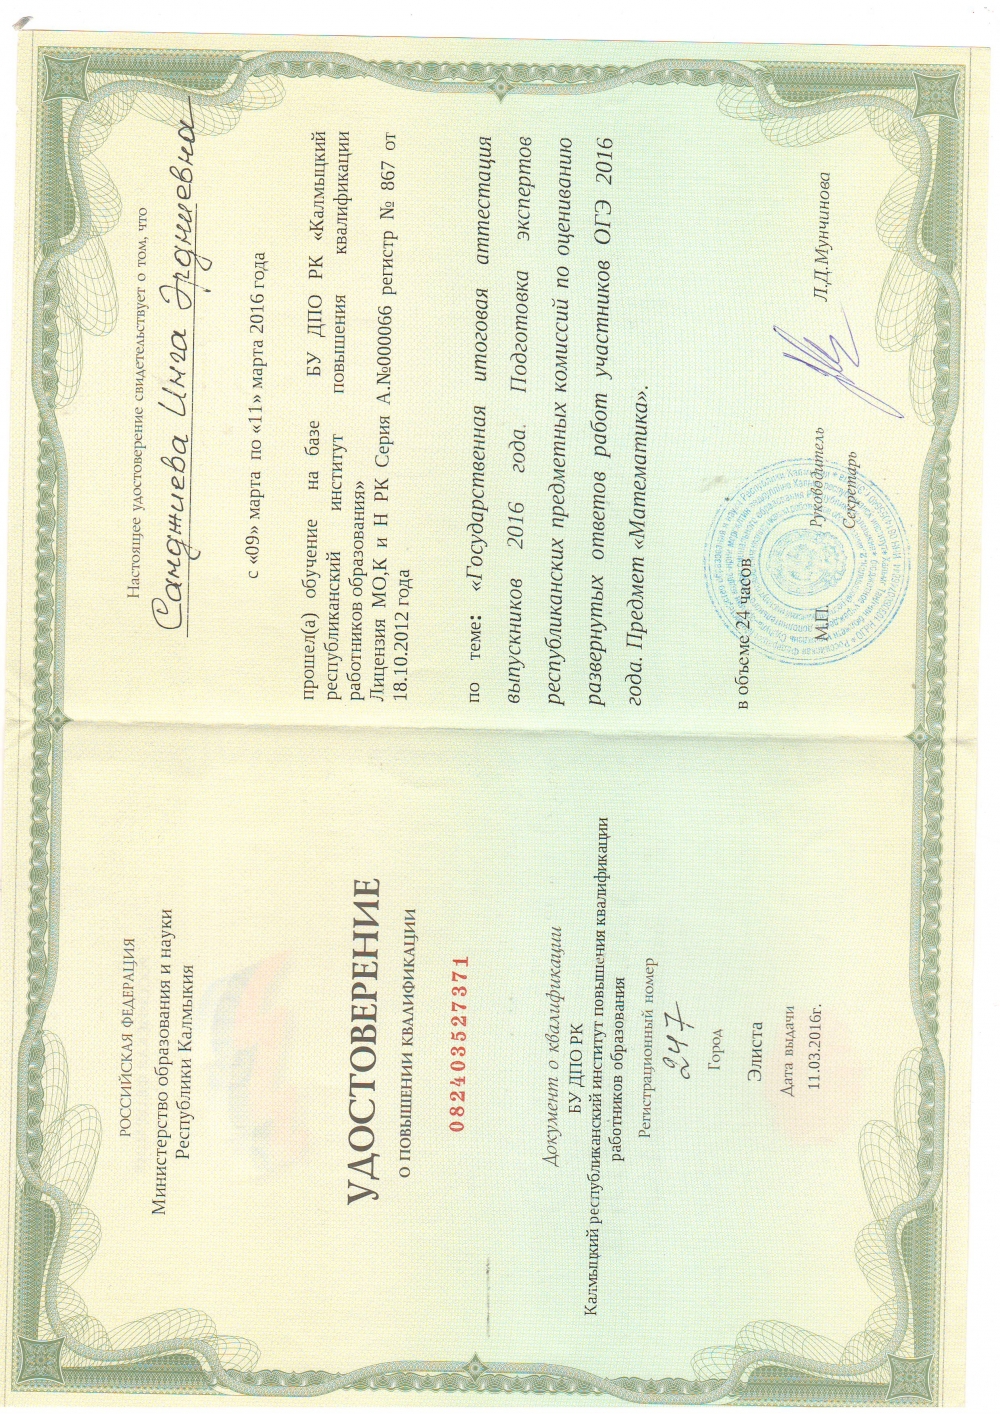 РОССИЙСКАЯ ФЕДЕРАЦИЯ
Министерство образования и науки
Республики Калмыкия
УДОСТОВЕРЕНИЕ
О ПОВЫШЕНИИ КВАЛИФИКАЦИИ
082403527371
Документ о квалификации
БУ ДПО РК
Калмыцкий республиканский институт повышения квалификации
работников образования
Регистрационный номер
247
Город
Элиста
Дата выдачи
11.03.2016г.
Настоящее удостоверение свидетельствует о том, что
Санджиева Инга Эрдниевна
с «09» марта по «11» марта 2016 года
прошел(а) обучение на базе БУ ДПО РК «Калмыцкий
республиканский институт повышения квалификации
работников образования»
Лицензия МО,К и Н РК Серия А.№000066 регистр № 867 от
18.10.2012 года
по теме: «Государственная итоговая аттестация
выпускников 2016 года. Подготовка экспертов
республиканских предметных комиссий по оцениванию
развернутых ответов работ участников ОГЭ 2016
года. Предмет «Математика».
в объеме 24 часов
М.П.
Руководитель
Л.Д.Мунчинова
Секретарь